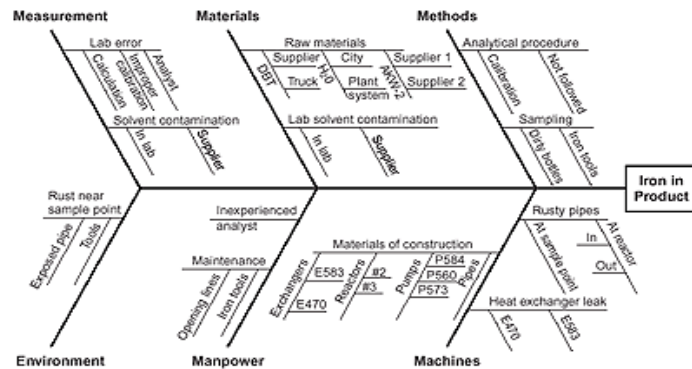 Measurement
Materials
Methods
Lab error
Calculation
Improper
calibration
Analyst
Solvent contamination
In lab
Supplier
Raw materials
DBT
Supplier
Truck
H₂0
City
Plant
system
AKW-2
Supplier 1
Supplier 2
Lab solvent contamination
In lab
Supplier
Analytical procedure
Calibration
Not followed
Sampling
Dirty bottles
Iron tools
Iron in
Product
Rust near
sample point
Exposed pipe
Tools
Inexperienced
analyst
Maintenance
Opening lines
Iron tools
Materials of construction
Exchangers
E583
E470
Reactors
#2
#3
Pumps
P584
P560
P573
Pipes
Rusty pipes
At sample point
At reactor
In
Out
Heat exchanger leak
E470
E583
Environment
Manpower
Machines